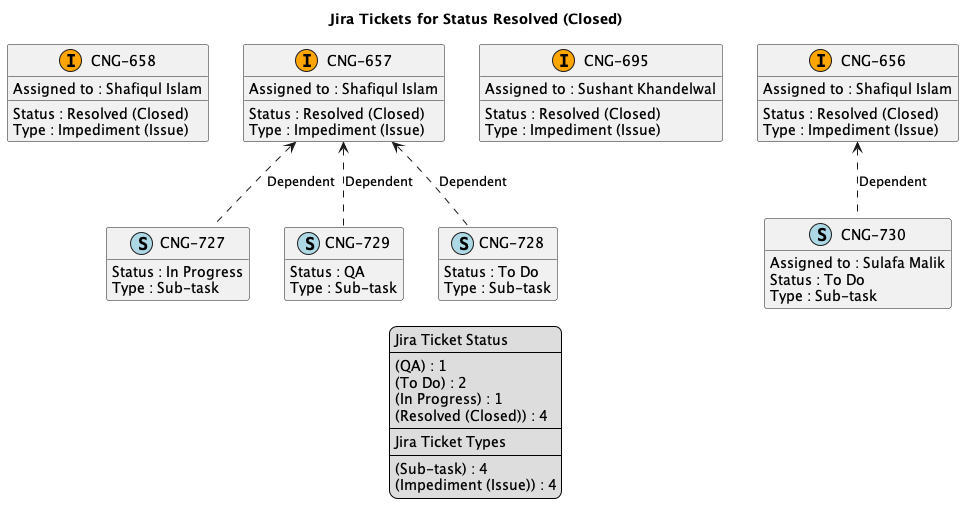 Jira Tickets for Status Resolved (Closed)
I CNG-658
Assigned to : Shafiqul Islam
Status : Resolved (Closed)
Type : Impediment (Issue)
I CNG-657
Assigned to : Shafiqul Islam
Status : Resolved (Closed)
Type : Impediment (Issue)
I CNG-695
Assigned to : Sushant Khandelwal
Status : Resolved (Closed)
Type : Impediment (Issue)
I CNG-656
Assigned to : Shafiqul Islam
Status : Resolved (Closed)
Type : Impediment (Issue)
Dependent
Dependent
Dependent
Dependent
S CNG-727
Status : In Progress
Type : Sub-task
S CNG-729
Status : QA
Type : Sub-task
S CNG-728
Status : To Do
Type : Sub-task
S CNG-730
Assigned to : Sulafa Malik
Status : To Do
Type : Sub-task
Jira Ticket Status
(QA) : 1
(To Do) : 2
(In Progress) : 1
(Resolved (Closed)) : 4
Jira Ticket Types
(Sub-task) : 4
(Impediment (Issue)) : 4